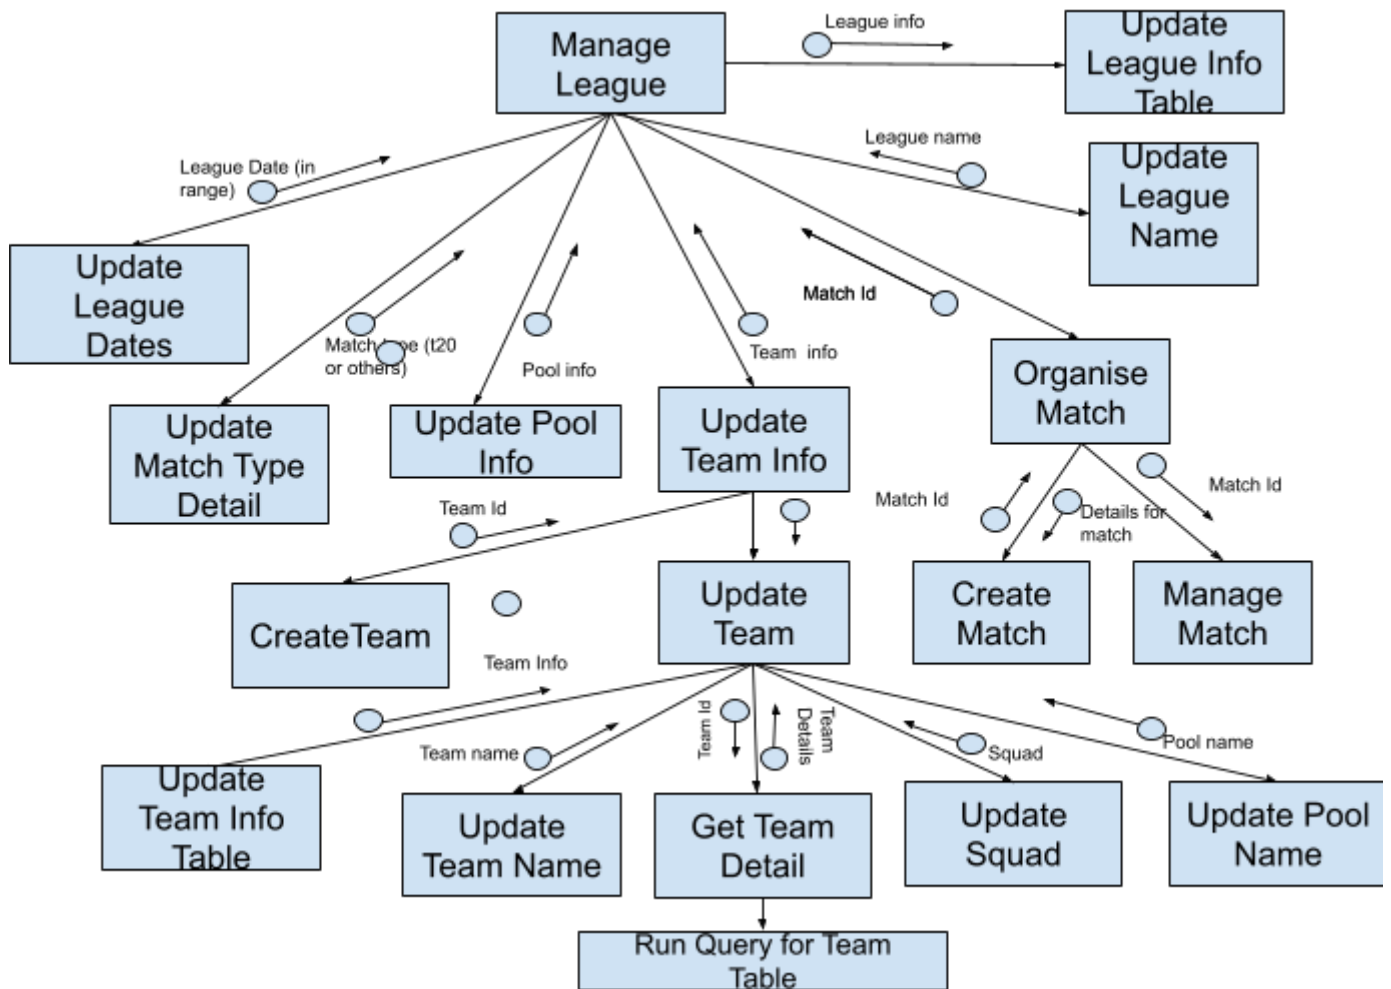 Manage
League
League info
Update
League Info
Table
League name
Update
League
Name
League Date (in
range)
Update
League
Dates
Match type (t20
or others)
Pool info
Team  info
Match Id
Update
Match Type
Detail
Update Pool
Info
Update
Team Info
Organise
Match
Team Id
Match Id
Details for
match
Match Id
CreateTeam
Update
Team
Create
Match
Manage
Match
Team Info
Team name
Team Id
Team
Details
Squad
Pool name
Update
Team Info
Table
Update
Team Name
Get Team
Detail
Update
Squad
Update Pool
Name
Run Query for Team
Table